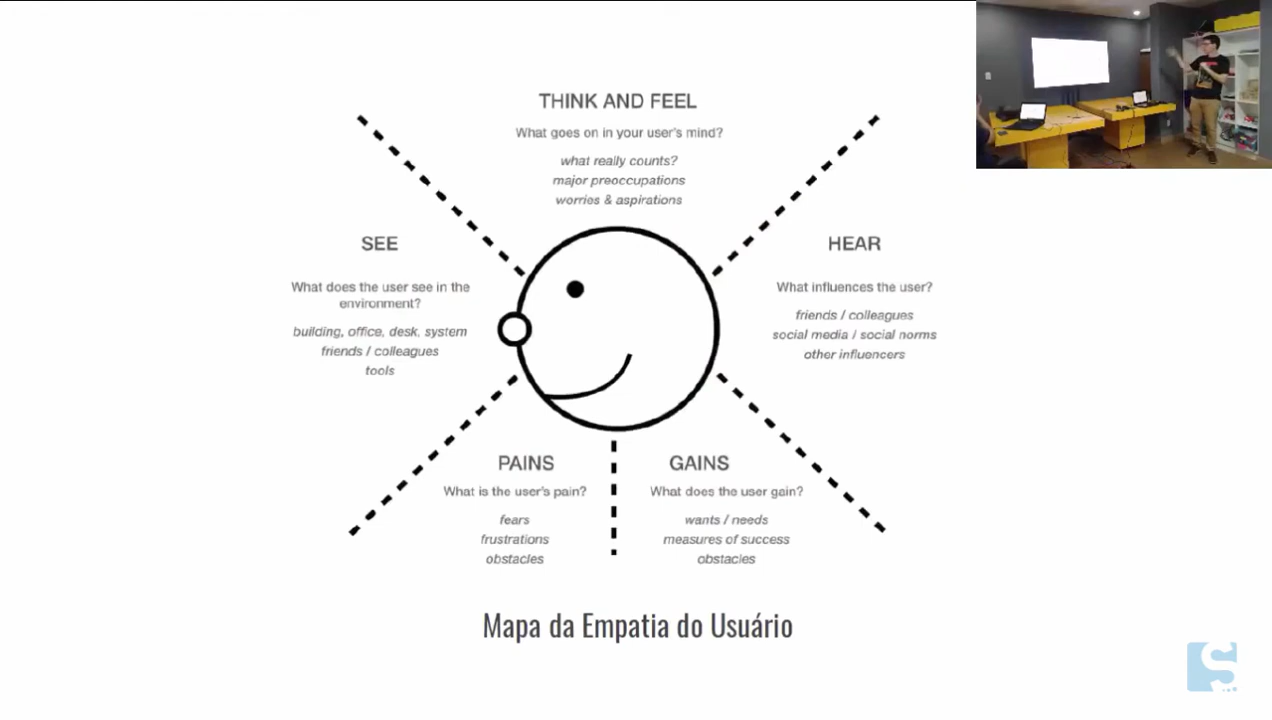 THINK AND FEEL
What goes on in your user's mind?
what really counts?
major preoccupations
worries & aspirations
SEE
What does the user see in the
environment?
building, office, desk, system
friends / colleagues
tools
HEAR
What influences the user?
friends / colleagues
social media / social norms
other influencers
PAINS
What is the user's pain?
fears
frustrations
obstacles
GAINS
What does the user gain?
wants / needs
measures of success
obstacles
Mapa da Empatia do Usuário
S